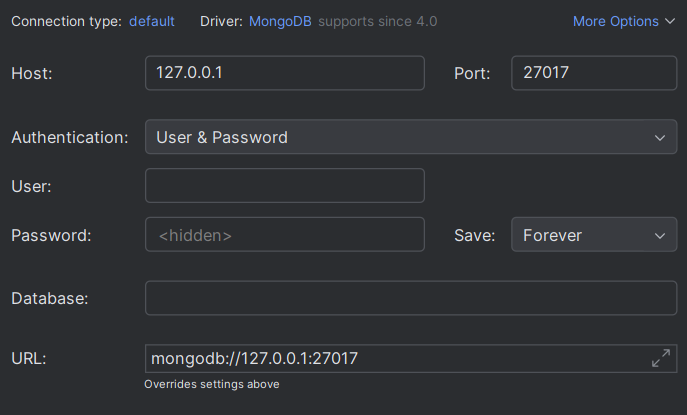 Connection type: default Driver: MongoDB supports since 4.0 More Options
Host: 127.0.0.1 Port: 27017
Authentication: User & Password
User:
Password: <hidden> Save: Forever
Database:
URL: mongodb://127.0.0.1:27017
Overrides settings above